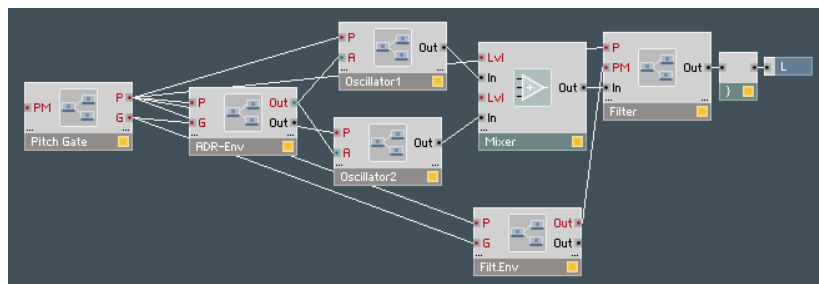 PM
P
G
...
...
Pitch Gate
P
G
Out
Out
...
...
ADR-Env
P
A
Out
...
...
Oscillator1
P
A
Out
...
Oscillator2
Lvl
In
Lvl
In
Out
...
Mixer
P
PM
In
Out
...
...
Filter
}
L
P
G
Out
Out
...
...
Filt.Env